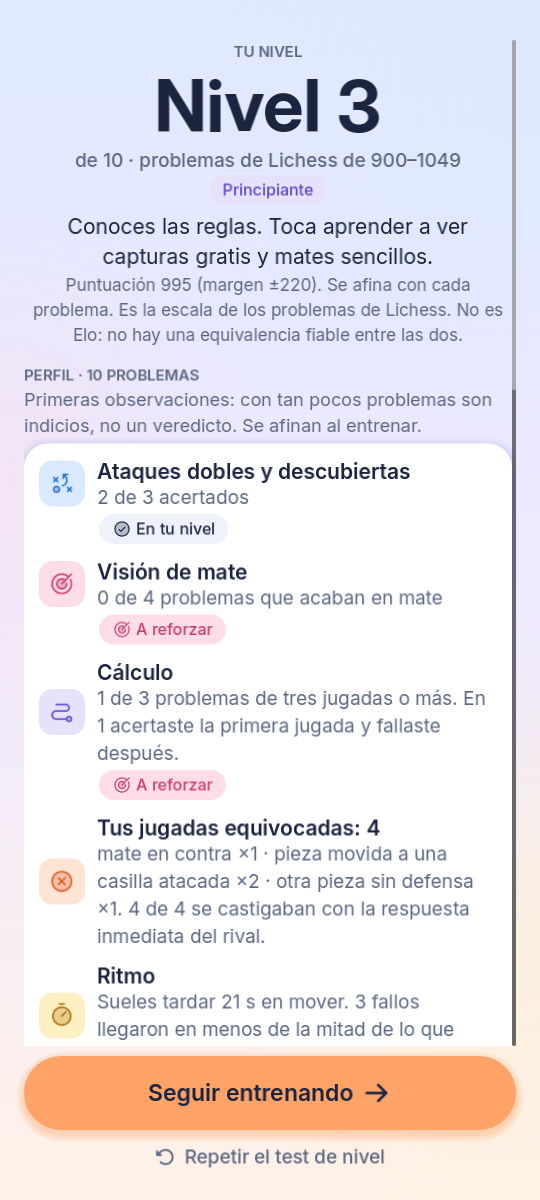 TU NIVEL
Nivel 3
de 10 · problemas de Lichess de 900–1049
Principiante
Conoces las reglas. Toca aprender a ver
capturas gratis y mates sencillos.
Puntuación 995 (margen ±220). Se afina con cada
problema. Es la escala de los problemas de Lichess. No es
Elo: no hay una equivalencia fiable entre las dos.
PERFIL · 10 PROBLEMAS
Primeras observaciones: con tan pocos problemas son
indicios, no un veredicto. Se afinan al entrenar.
Ataques dobles y descubiertas
2 de 3 acertados
En tu nivel
Visión de mate
0 de 4 problemas que acaban en mate
A reforzar
Cálculo
1 de 3 problemas de tres jugadas o más. En
1 acertaste la primera jugada y fallaste
después.
A reforzar
Tus jugadas equivocadas: 4
mate en contra ×1 · pieza movida a una
casilla atacada ×2 · otra pieza sin defensa
×1. 4 de 4 se castigaban con la respuesta
inmediata del rival.
Ritmo
Sueles tardar 21 s en mover. 3 fallos
llegaron en menos de la mitad de lo que
Seguir entrenando →
Repetir el test de nivel